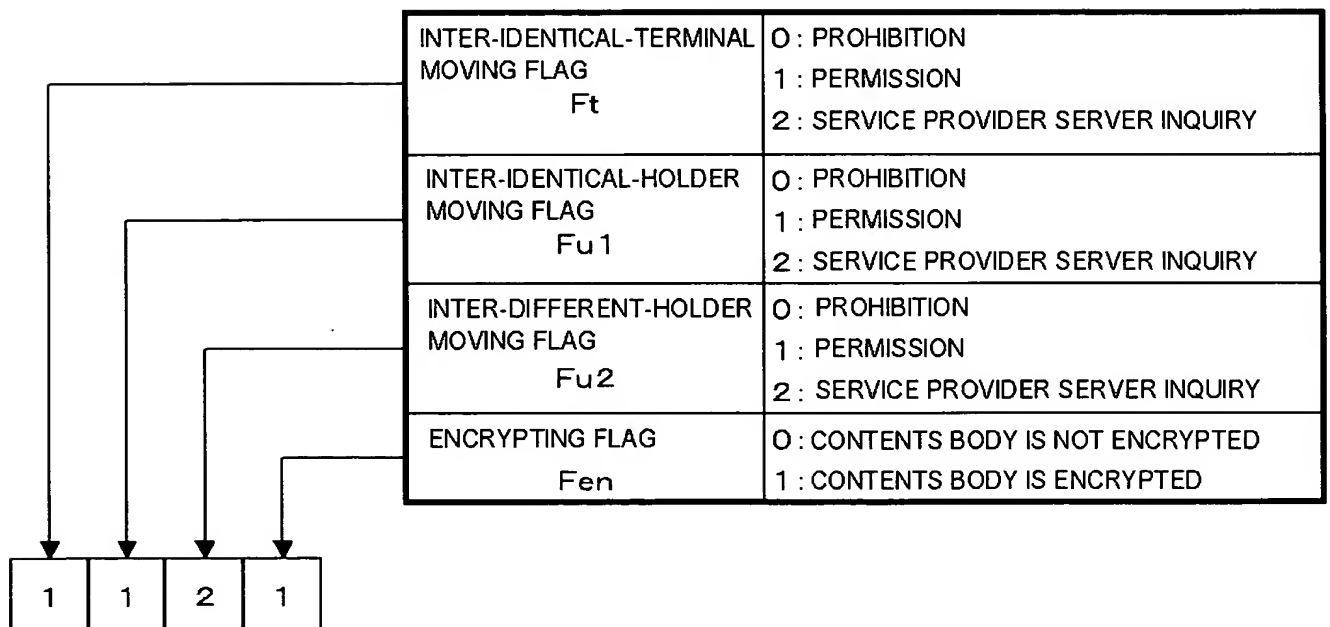 INTER-IDENTICAL-TERMINAL MOVING FLAG
Ft
0 : PROHIBITION
1 : PERMISSION
2 : SERVICE PROVIDER SERVER INQUIRY
INTER-IDENTICAL-HOLDER
MOVING FLAG
Fu1
0 : PROHIBITION
1 : PERMISSION
2 : SERVICE PROVIDER SERVER INQUIRY
INTER-DIFFERENT-HOLDER
MOVING FLAG
Fu2
0 : PROHIBITION
1 : PERMISSION
2 : SERVICE PROVIDER SERVER INQUIRY
ENCRYPTING FLAG
Fen
0 : CONTENTS BODY IS NOT ENCRYPTED
1 : CONTENTS BODY IS ENCRYPTED
1 1 2 1